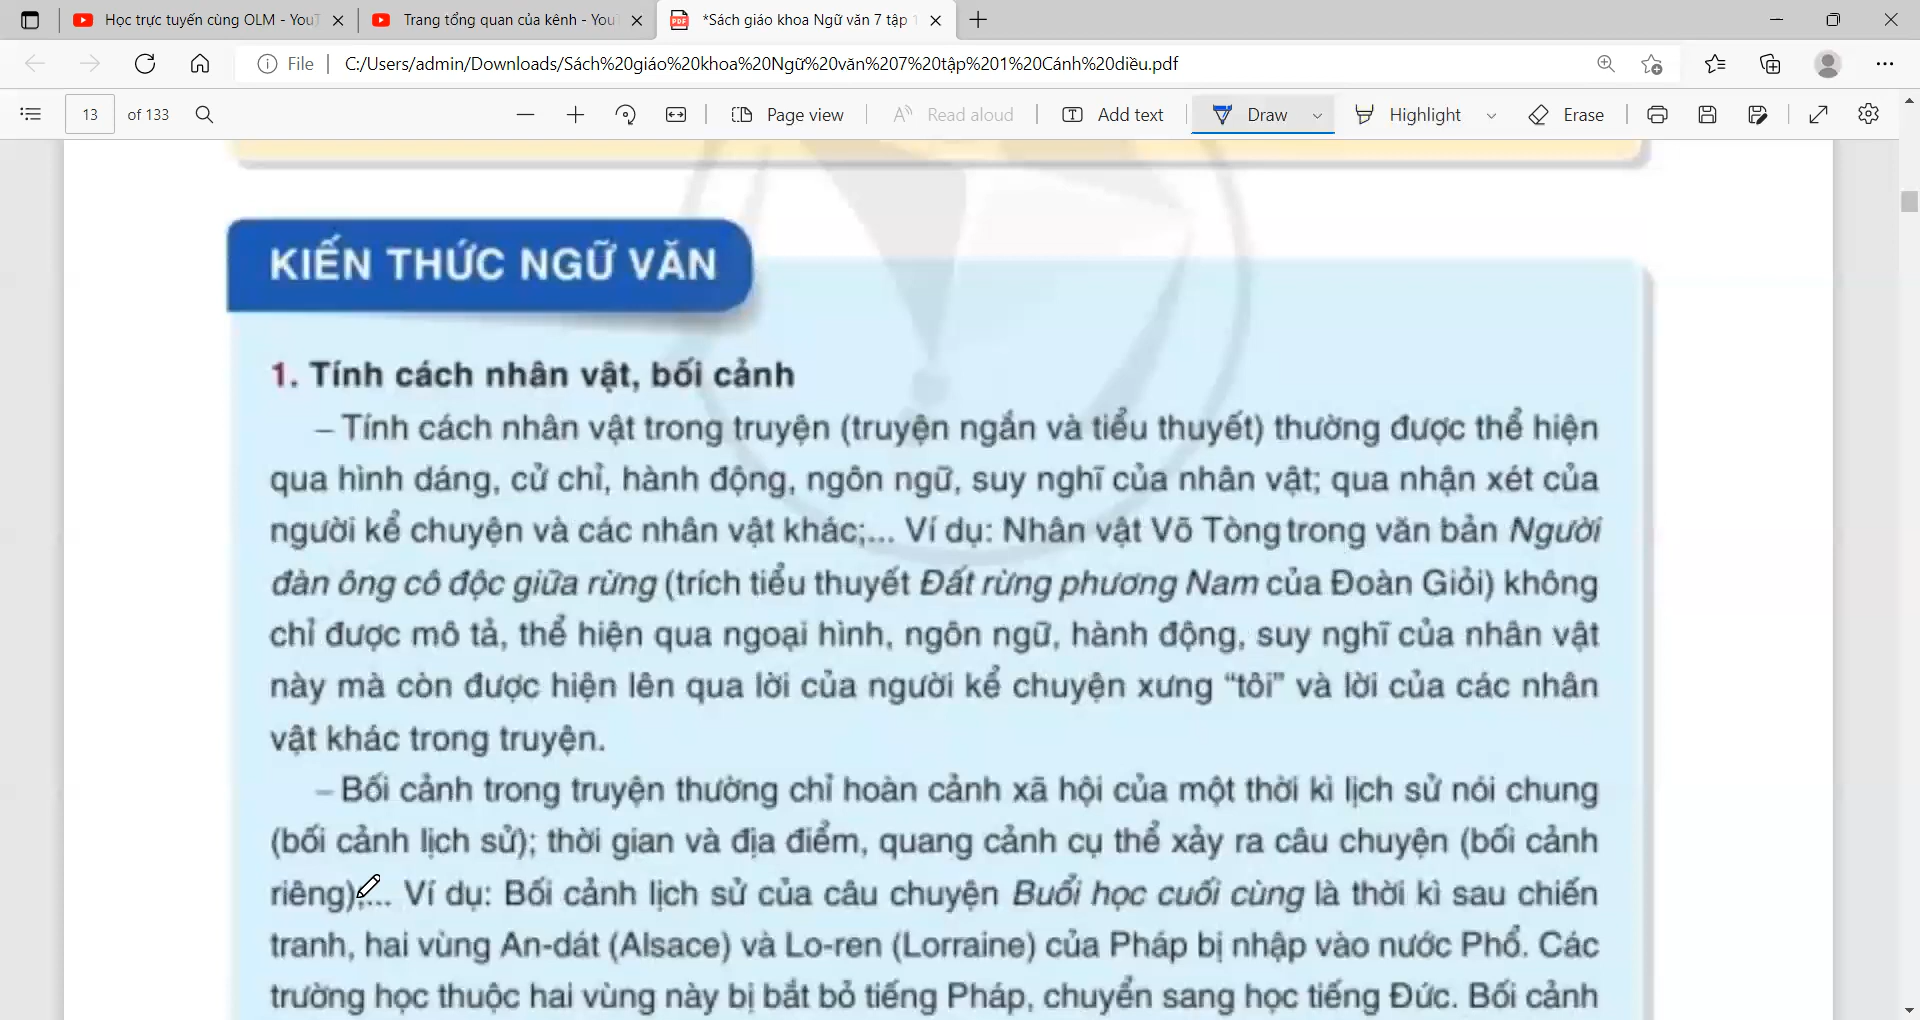 Học trực tuyến cùng OLM - YouT
Trang tổng quan của kênh - You
*Sách giáo khoa Ngữ văn 7 tập 1
File
C:/Users/admin/Downloads/Sách%20giáo%20khoa%20Ngữ%20văn%207%20tập%201%20Cánh%20diều.pdf
13 of 133
Page view
Read aloud
Add text
Draw
Highlight
Erase
KIẾN THỨC NGỮ VĂN
1. Tính cách nhân vật, bối cảnh
– Tính cách nhân vật trong truyện (truyện ngắn và tiểu thuyết) thường được thể hiện
qua hình dáng, cử chỉ, hành động, ngôn ngữ, suy nghĩ của nhân vật; qua nhận xét của
người kể chuyện và các nhân vật khác;... Ví dụ: Nhân vật Võ Tòng trong văn bản Người
đàn ông cô độc giữa rừng (trích tiểu thuyết Đất rừng phương Nam của Đoàn Giỏi) không
chỉ được mô tả, thể hiện qua ngoại hình, ngôn ngữ, hành động, suy nghĩ của nhân vật
này mà còn được hiện lên qua lời của người kể chuyện xưng “tôi” và lời của các nhân
vật khác trong truyện.
– Bối cảnh trong truyện thường chỉ hoàn cảnh xã hội của một thời kì lịch sử nói chung
(bối cảnh lịch sử); thời gian và địa điểm, quang cảnh cụ thể xảy ra câu chuyện (bối cảnh
riêng);... Ví dụ: Bối cảnh lịch sử của câu chuyện Buổi học cuối cùng là thời kì sau chiến
tranh, hai vùng An-dát (Alsace) và Lo-ren (Lorraine) của Pháp bị nhập vào nước Phổ. Các
trường học thuộc hai vùng này bị bắt bỏ tiếng Pháp, chuyển sang học tiếng Đức. Bối cảnh